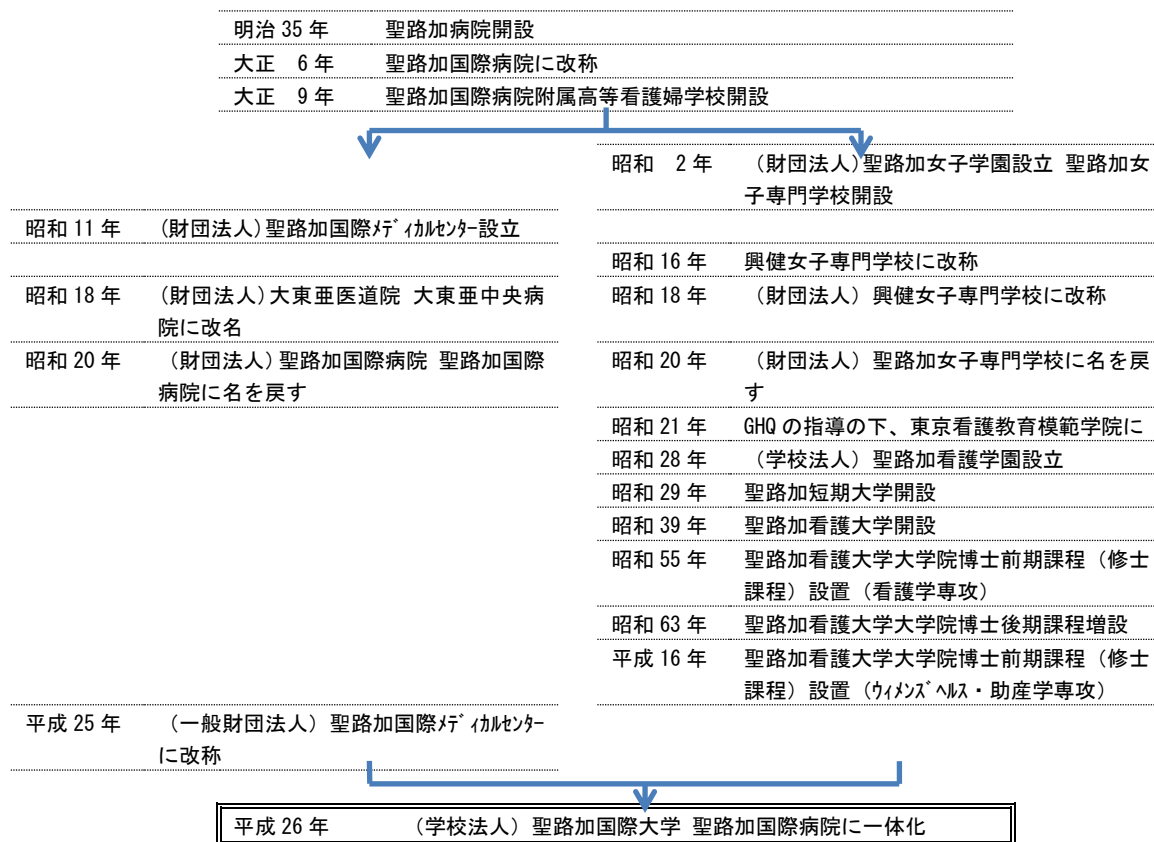 明治 35 年 聖路加病院開設
大正 6 年 聖路加国際病院に改称
大正 9 年 聖路加国際病院附属高等看護婦学校開設
昭和 2 年 （財団法人）聖路加女子学園設立 聖路加女
子専門学校開設
昭和 11 年 （財団法人）聖路加国際ﾒﾃﾞｨｶﾙｾﾝﾀｰ設立
昭和 16 年 興健女子専門学校に改称
昭和 18 年 （財団法人）大東亜医道院 大東亜中央病
院に改名
昭和 18 年 （財団法人）興健女子専門学校に改称
昭和 20 年 （財団法人）聖路加国際病院 聖路加国際
病院に名を戻す
昭和 20 年 （財団法人）聖路加女子専門学校に名を戻
す
昭和 21 年 GHQ の指導の下、東京看護教育模範学院に
昭和 28 年 （学校法人）聖路加看護学園設立
昭和 29 年 聖路加短期大学開設
昭和 39 年 聖路加看護大学開設
昭和 55 年 聖路加看護大学大学院博士前期課程（修士
課程）設置（看護学専攻）
昭和 63 年 聖路加看護大学大学院博士後期課程増設
平成 16 年 聖路加看護大学大学院博士前期課程（修士
課程）設置（ｳｨﾒﾝｽﾞﾍﾙｽ・助産学専攻）
平成 25 年 （一般財団法人）聖路加国際ﾒﾃﾞｨｶﾙｾﾝﾀｰ
に改称
平成 26 年 （学校法人）聖路加国際大学 聖路加国際病院に一体化